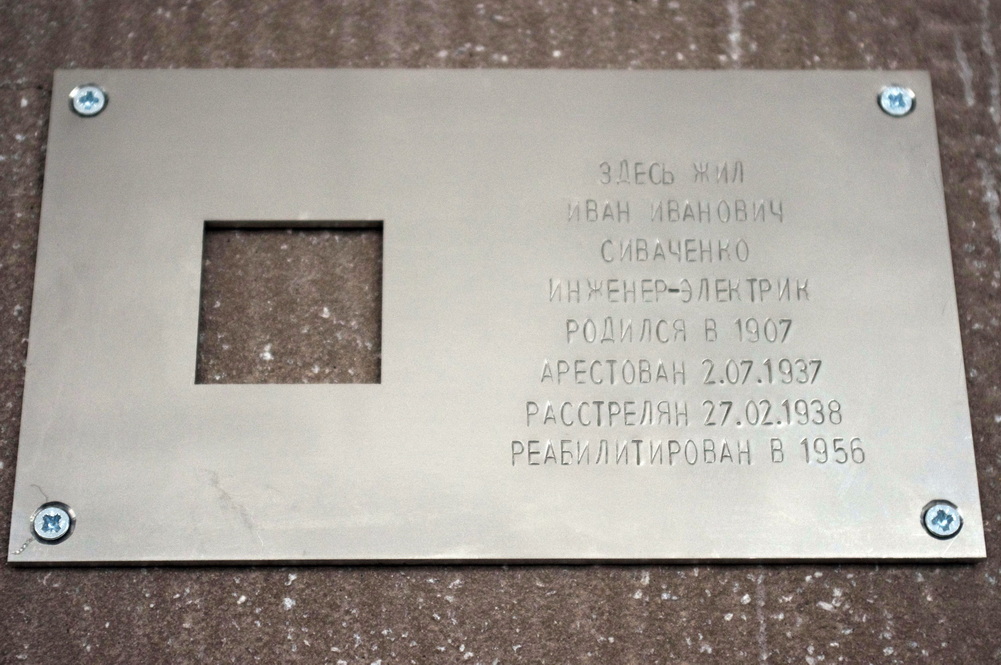 ЗДЕСЬ ЖИЛ
ИВАН ИВАНОВИЧ
СИВАЧЕНКО
ИНЖЕНЕР-ЭЛЕКТРИК
РОДИЛСЯ В 1907
АРЕСТОВАН 2.07.1937
РАССТРЕЛЯН 27.02.1938
РЕАБИЛИТИРОВАН В 1956